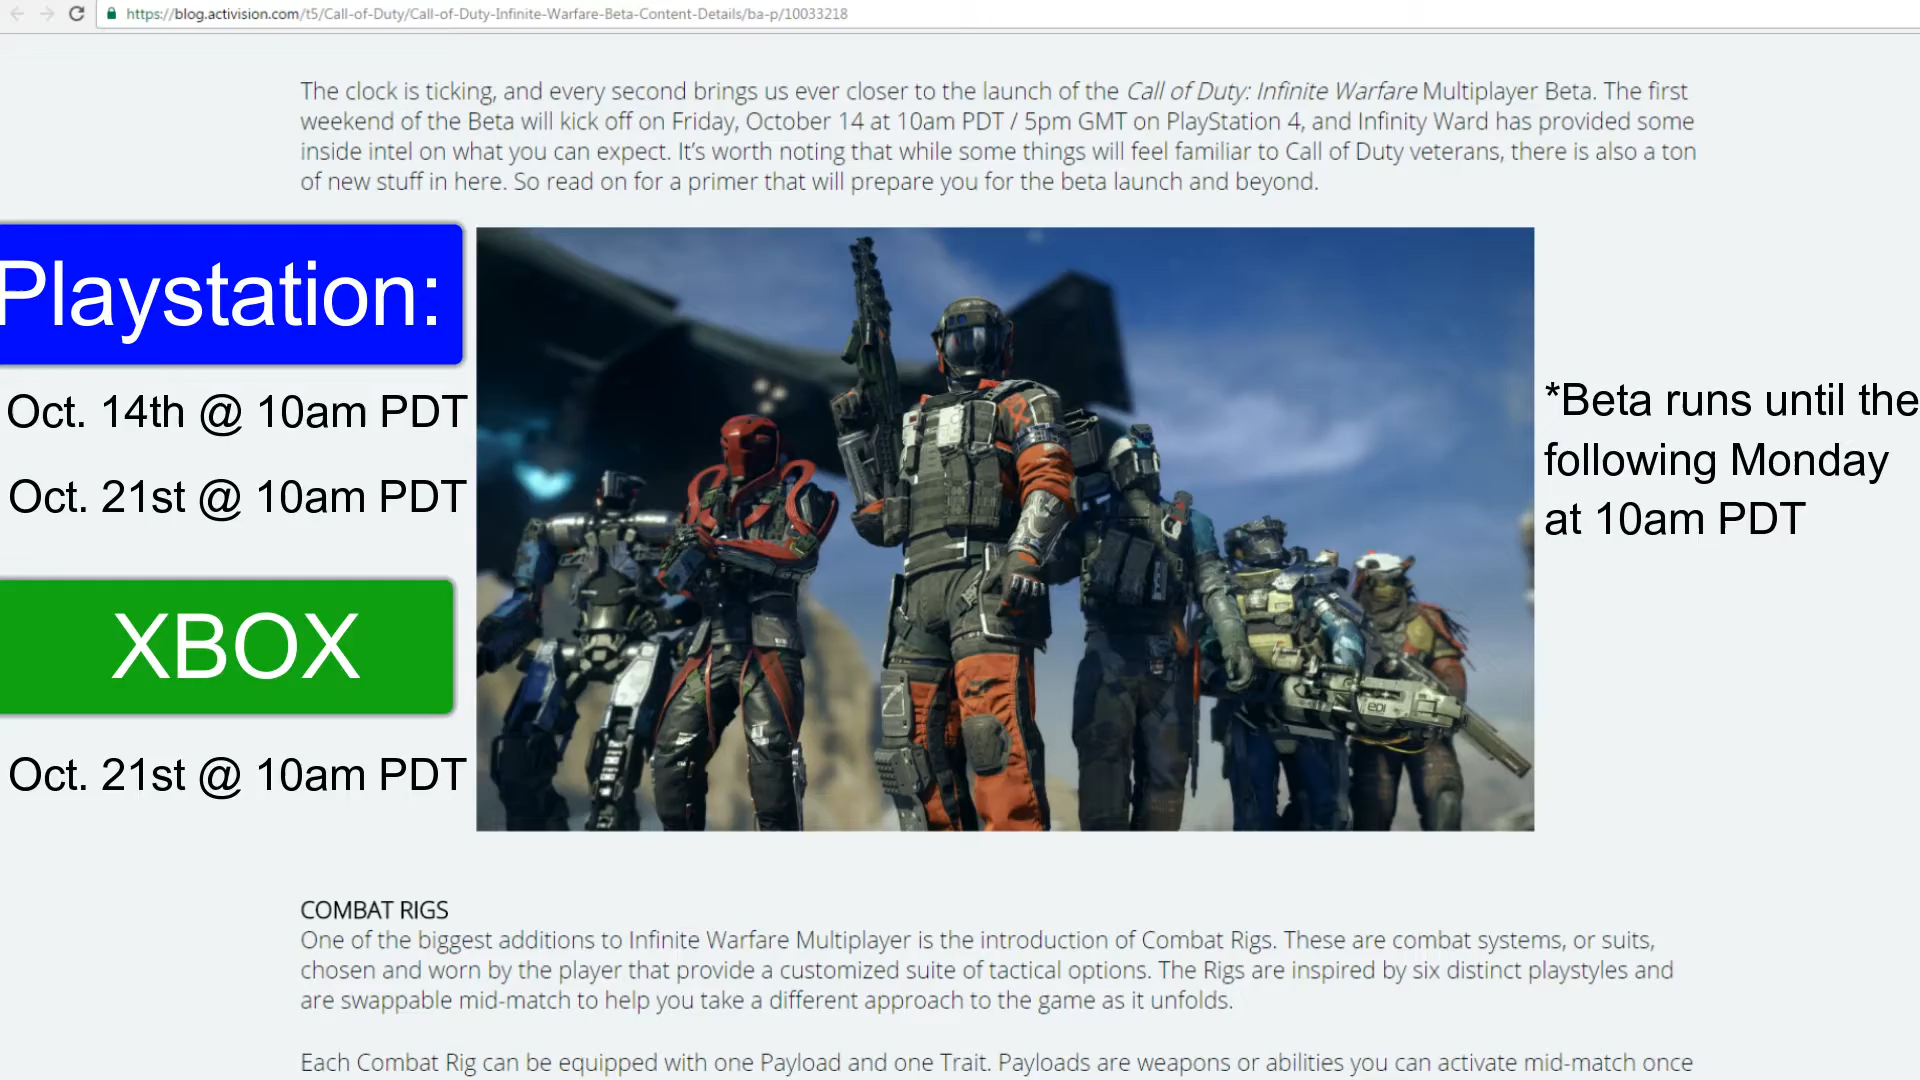 https://blog.activision.com/t5/Call-of-Duty/Call-of-Duty-Infinite-Warfare-Beta-Content-Details/ba-p/10033218
The clock is ticking, and every second brings us ever closer to the launch of the Call of Duty: Infinite Warfare Multiplayer Beta. The first
weekend of the Beta will kick off on Friday, October 14 at 10am PDT / 5pm GMT on PlayStation 4, and Infinity Ward has provided some
inside intel on what you can expect. It’s worth noting that while some things will feel familiar to Call of Duty veterans, there is also a ton
of new stuff in here. So read on for a primer that will prepare you for the beta launch and beyond.
Playstation:
Oct. 14th @ 10am PDT
Oct. 21st @ 10am PDT
XBOX
Oct. 21st @ 10am PDT
*Beta runs until the
following Monday
at 10am PDT
EDI
COMBAT RIGS
One of the biggest additions to Infinite Warfare Multiplayer is the introduction of Combat Rigs. These are combat systems, or suits,
chosen and worn by the player that provide a customized suite of tactical options. The Rigs are inspired by six distinct playstyles and
are swappable mid-match to help you take a different approach to the game as it unfolds.
Each Combat Rig can be equipped with one Payload and one Trait. Payloads are weapons or abilities you can activate mid-match once